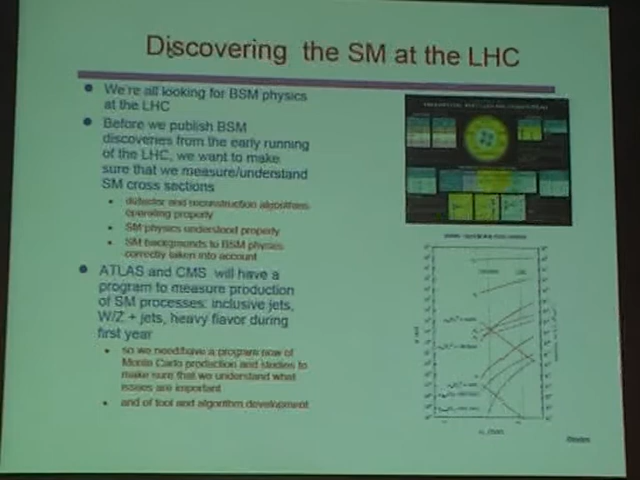 Discovering the SM at the LHC
We're all looking for BSM physics
at the LHC
Before we publish BSM
discoveries from the early running
of the LHC, we want to make
sure that we measure/understand
SM cross sections
detector and reconstruction algorithms
operating properly
SM physics understood properly
SM backgrounds to BSM physics
correctly taken into account
ATLAS and CMS will have a
program to measure production
of SM processes: inclusive jets,
W/Z + jets, heavy flavor during
first year
so we need/have a program now of
Monte Carlo production and studies to
make sure that we understand what
issues are important
and of tool and algorithm development